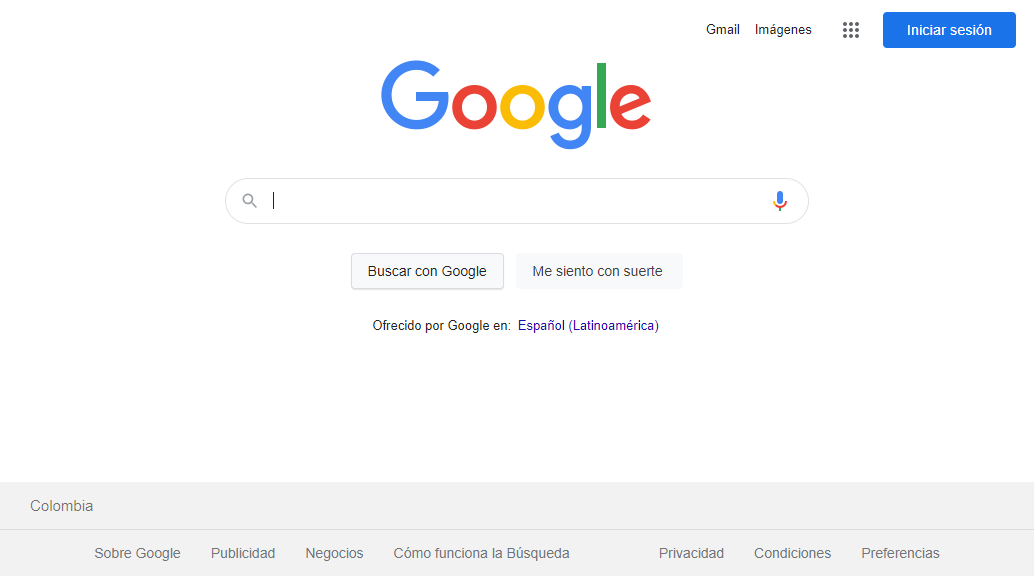 Gmail Imágenes Iniciar sesión
Google
Buscar con Google Me siento con suerte
Ofrecido por Google en: Español (Latinoamérica)
Colombia
Sobre Google Publicidad Negocios Cómo funciona la Búsqueda Privacidad Condiciones Preferencias